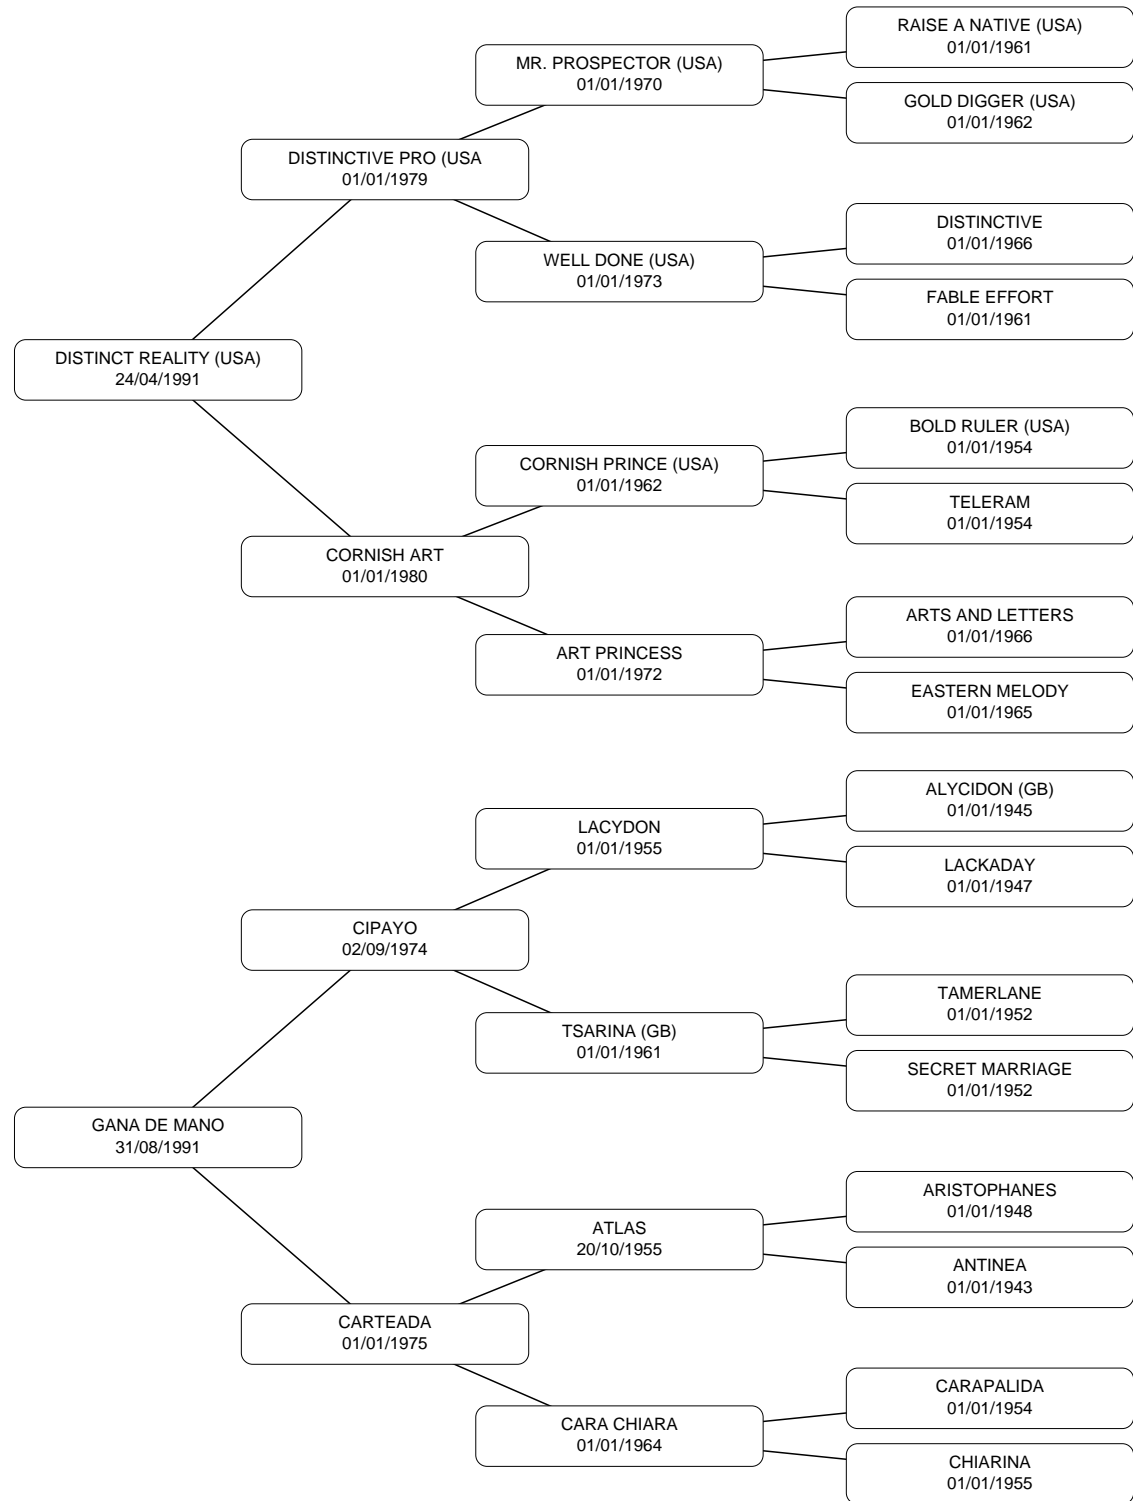 RAISE A NATIVE (USA)
01/01/1961
MR. PROSPECTOR (USA)
01/01/1970
GOLD DIGGER (USA)
01/01/1962
DISTINCTIVE PRO (USA
01/01/1979
DISTINCTIVE
01/01/1966
WELL DONE (USA)
01/01/1973
FABLE EFFORT
01/01/1961
DISTINCT REALITY (USA)
24/04/1991
BOLD RULER (USA)
01/01/1954
CORNISH PRINCE (USA)
01/01/1962
TELERAM
01/01/1954
CORNISH ART
01/01/1980
ARTS AND LETTERS
01/01/1966
ART PRINCESS
01/01/1972
EASTERN MELODY
01/01/1965
ALYCIDON (GB)
01/01/1945
LACYDON
01/01/1955
LACKADAY
01/01/1947
CIPAYO
02/09/1974
TAMERLANE
01/01/1952
TSARINA (GB)
01/01/1961
SECRET MARRIAGE
01/01/1952
GANA DE MANO
31/08/1991
ARISTOPHANES
01/01/1948
ATLAS
20/10/1955
ANTINEA
01/01/1943
CARTEADA
01/01/1975
CARAPALIDA
01/01/1954
CARA CHIARA
01/01/1964
CHIARINA
01/01/1955